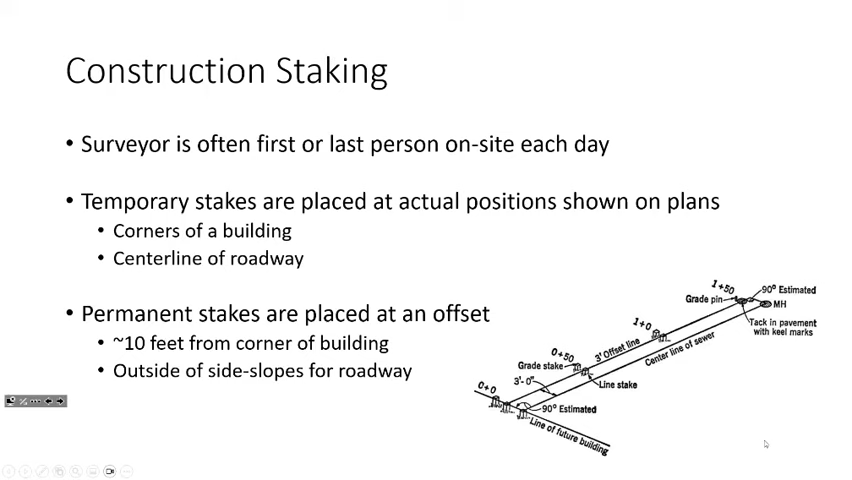 Construction Staking
• Surveyor is often first or last person on-site each day
• Temporary stakes are placed at actual positions shown on plans
• Corners of a building
• Centerline of roadway
• Permanent stakes are placed at an offset
• ~10 feet from corner of building
• Outside of side-slopes for roadway
1+50
90° Estimated
Grade pin
MH
Tack in pavement
with keel marks
1+0
3' Offset line
Center line of sewer
0+50
Grade stake
Line stake
3'-0"
0+0
90° Estimated
Line of future building